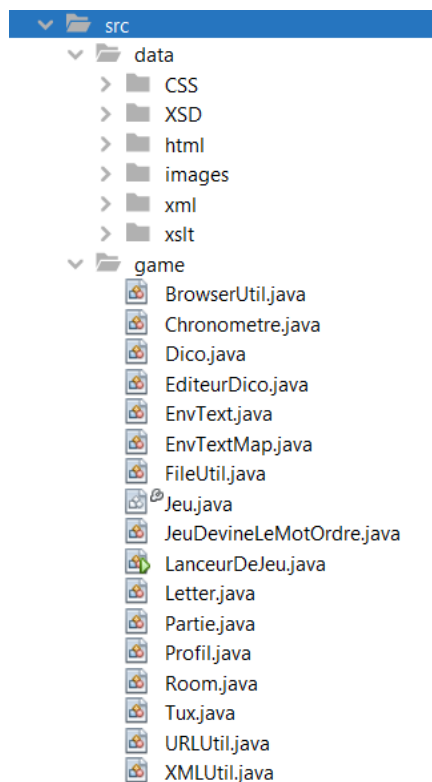 src
data
CSS
XSD
html
images
xml
xslt
game
BrowserUtil.java
Chronometre.java
Dico.java
EditeurDico.java
EnvText.java
EnvTextMap.java
FileUtil.java
Jeu.java
JeuDevineLeMotOrdre.java
LanceurDeJeu.java
Letter.java
Partie.java
Profil.java
Room.java
Tux.java
URLUtil.java
XMLUtil.java